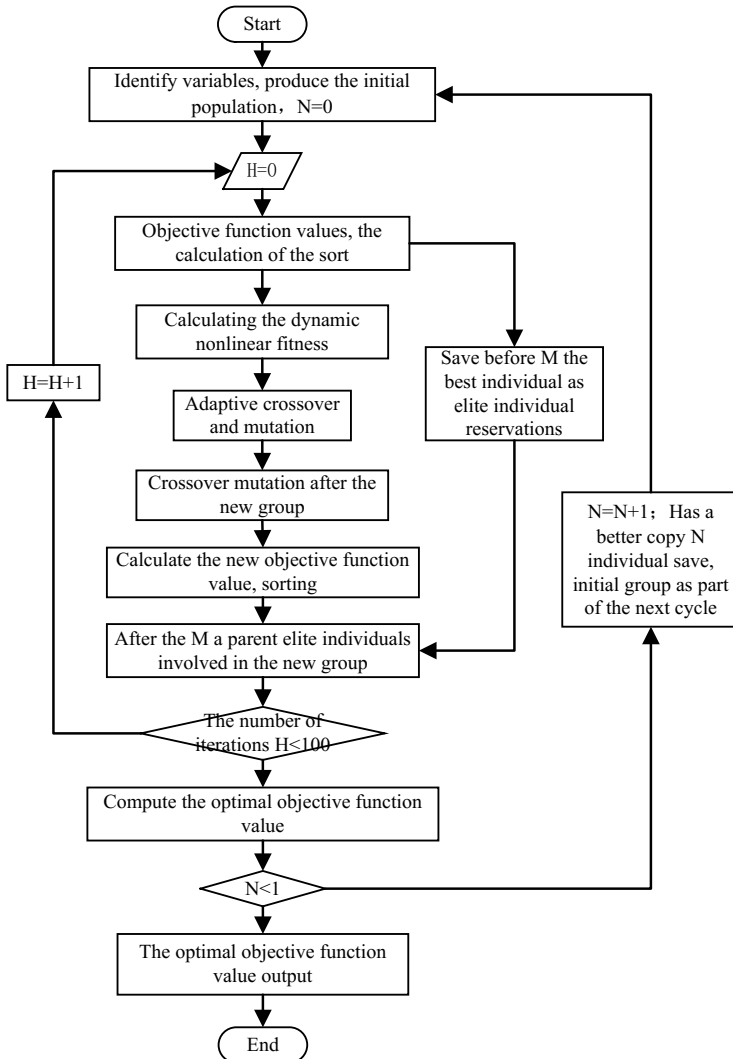 Start
Identify variables, produce the initial
population，N=0
H=0
Objective function values, the
calculation of the sort
Calculating the dynamic
nonlinear fitness
Save before M the
best individual as
elite individual
reservations
H=H+1
Adaptive crossover
and mutation
Crossover mutation after the
new group
N=N+1；Has a
better copy N
individual save,
initial group as part
of the next cycle
Calculate the new objective function
value, sorting
After the M a parent elite individuals
involved in the new group
The number of
iterations H<100
Compute the optimal objective function
value
N<1
The optimal objective function
value output
End